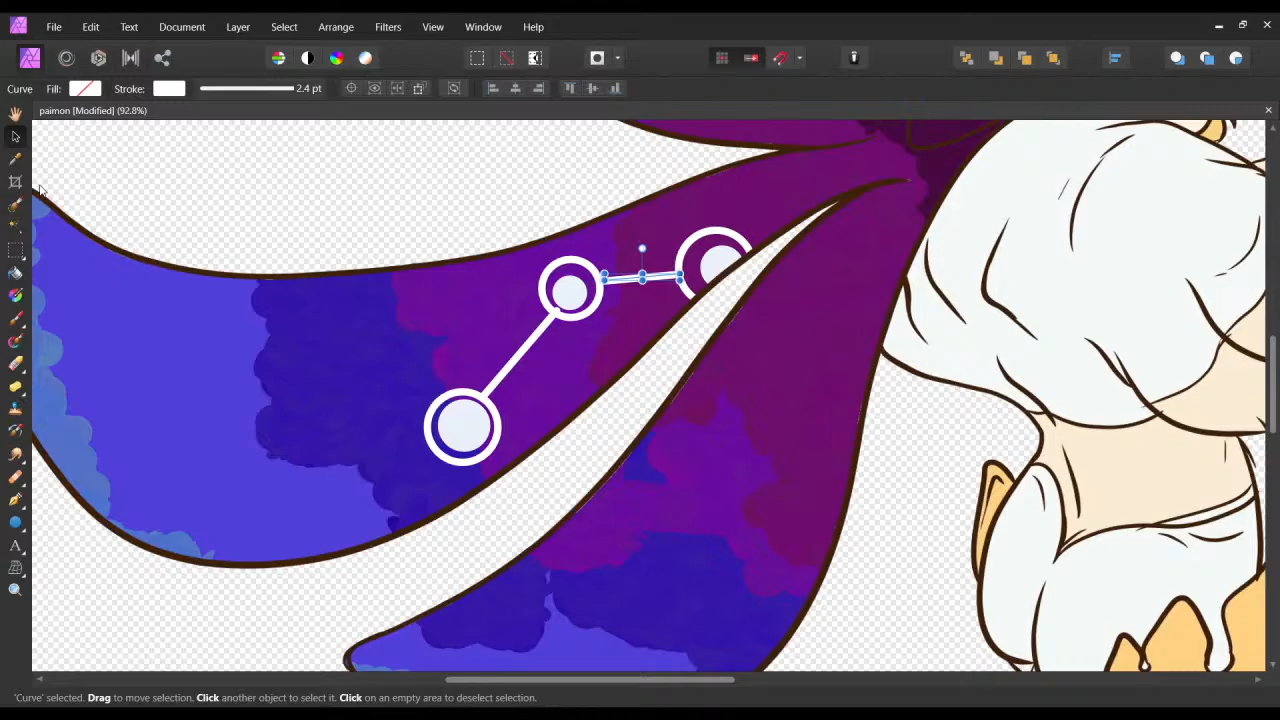 File Edit Text Document Layer Select Arrange Filters View Window Help
Curve Fill: Stroke: 2.4 pt
paimon [Modified] (92.8%)
A
'Curve' selected. Drag to move selection. Click another object to select it. Click on an empty area to deselect selection.